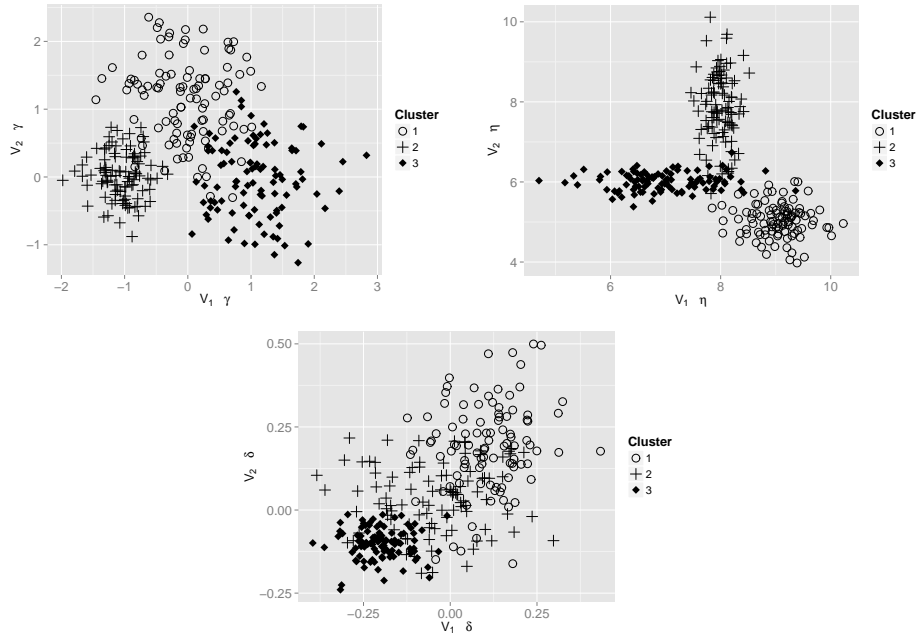 2
1
0
−1
−2 −1 0 1 2 3
V₁ γ
V₂ γ
Cluster
1
2
3
10
8
6
4
6 8 10
V₁ η
V₂ η
Cluster
1
2
3
0.50
0.25
0.00
−0.25
−0.25 0.00 0.25
V₁ δ
V₂ δ
Cluster
1
2
3